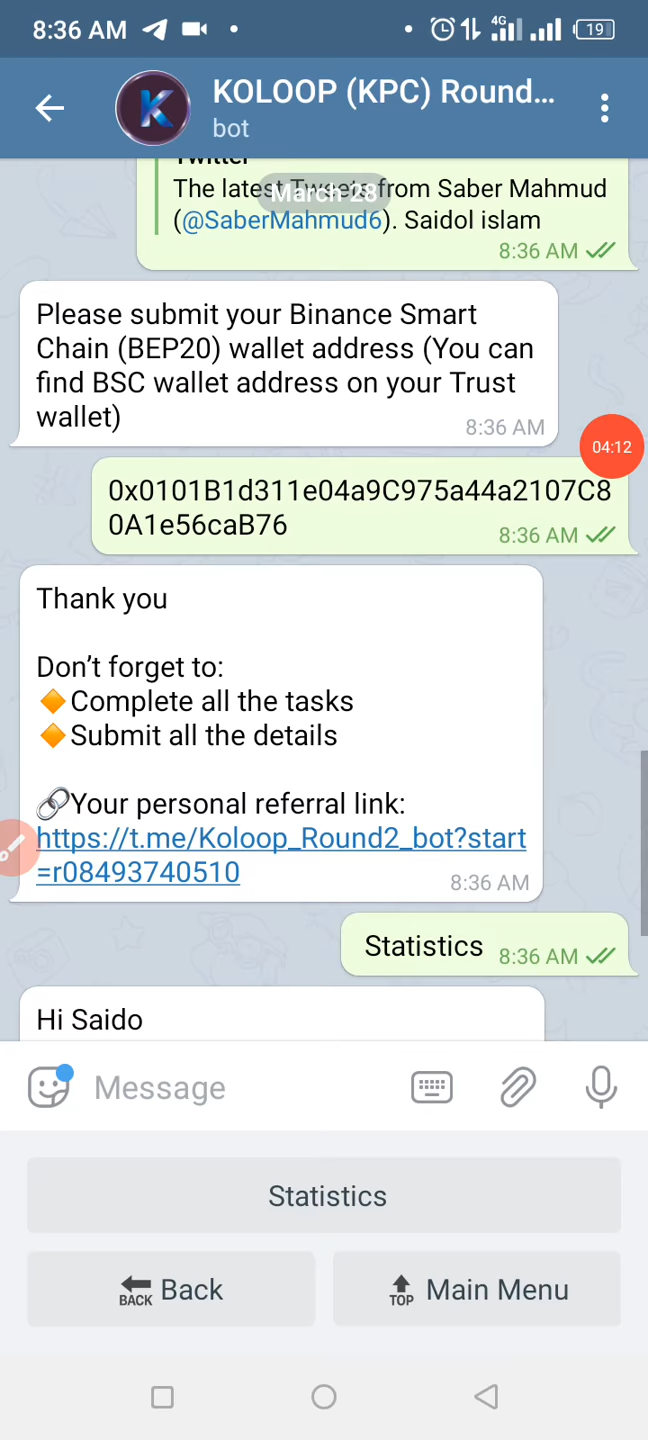 8:36 AM
4G
19
KOLOOP (KPC) Round...
bot
Twitter
The latest Tweets from Saber Mahmud
March 28
(@SaberMahmud6). Saidol islam
8:36 AM
Please submit your Binance Smart
Chain (BEP20) wallet address (You can
find BSC wallet address on your Trust
wallet)
8:36 AM
04:12
0x0101B1d311e04a9C975a44a2107C8
0A1e56caB76
8:36 AM
Thank you
Don’t forget to:
🔶Complete all the tasks
🔶Submit all the details
🔗Your personal referral link:
https://t.me/Koloop_Round2_bot?start
=r08493740510
8:36 AM
Statistics 8:36 AM
Hi Saido
Message
Statistics
BACK Back
TOP Main Menu